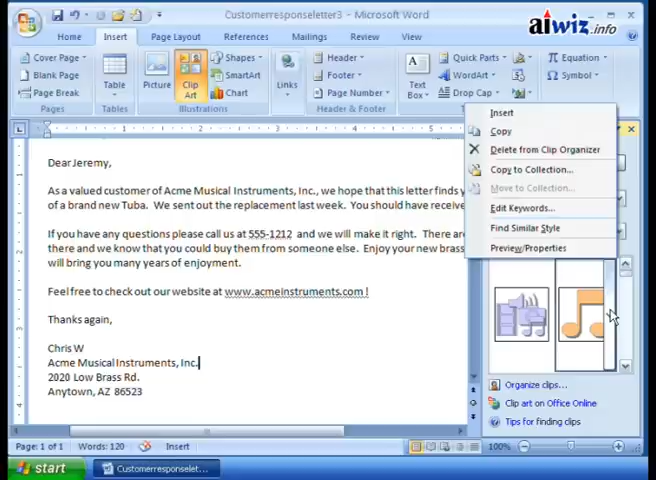 Customerresponseletter3 - Microsoft Word
aiwiz.info
Home Insert Page Layout References Mailings Review View
Cover Page
Blank Page
Page Break
Pages
Table
Tables
Picture
Clip Art
Shapes
SmartArt
Chart
Illustrations
Links
Header
Footer
Page Number
Header & Footer
Text Box
Quick Parts
WordArt
Drop Cap
Equation
Symbol
Insert
Copy
Delete from Clip Organizer
Copy to Collection...
Move to Collection...
Edit Keywords...
Find Similar Style
Preview/Properties
1 2 3 4 5
Dear Jeremy,
As a valued customer of Acme Musical Instruments, Inc., we hope that this letter finds
of a brand new Tuba. We sent out the replacement last week. You should have receive
If you have any questions please call us at 555-1212 and we will make it right. There are
there and we know that you could buy them from someone else. Enjoy your new brass
will bring you many years of enjoyment.
Feel free to check out our website at www.acmeinstruments.com !
Thanks again,
Chris W
Acme Musical Instruments, Inc.
2020 Low Brass Rd.
Anytown, AZ 86523
Organize clips...
Clip art on Office Online
Tips for finding clips
Page: 1 of 1 Words: 120 Insert 100%
start Customerresponselet...